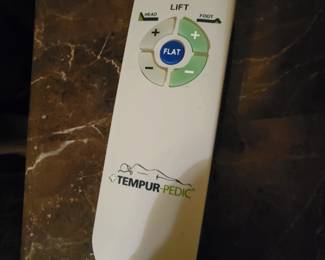 LIFT
HEAD FOOT
+ +
FLAT
- -
TEMPUR-PEDIC